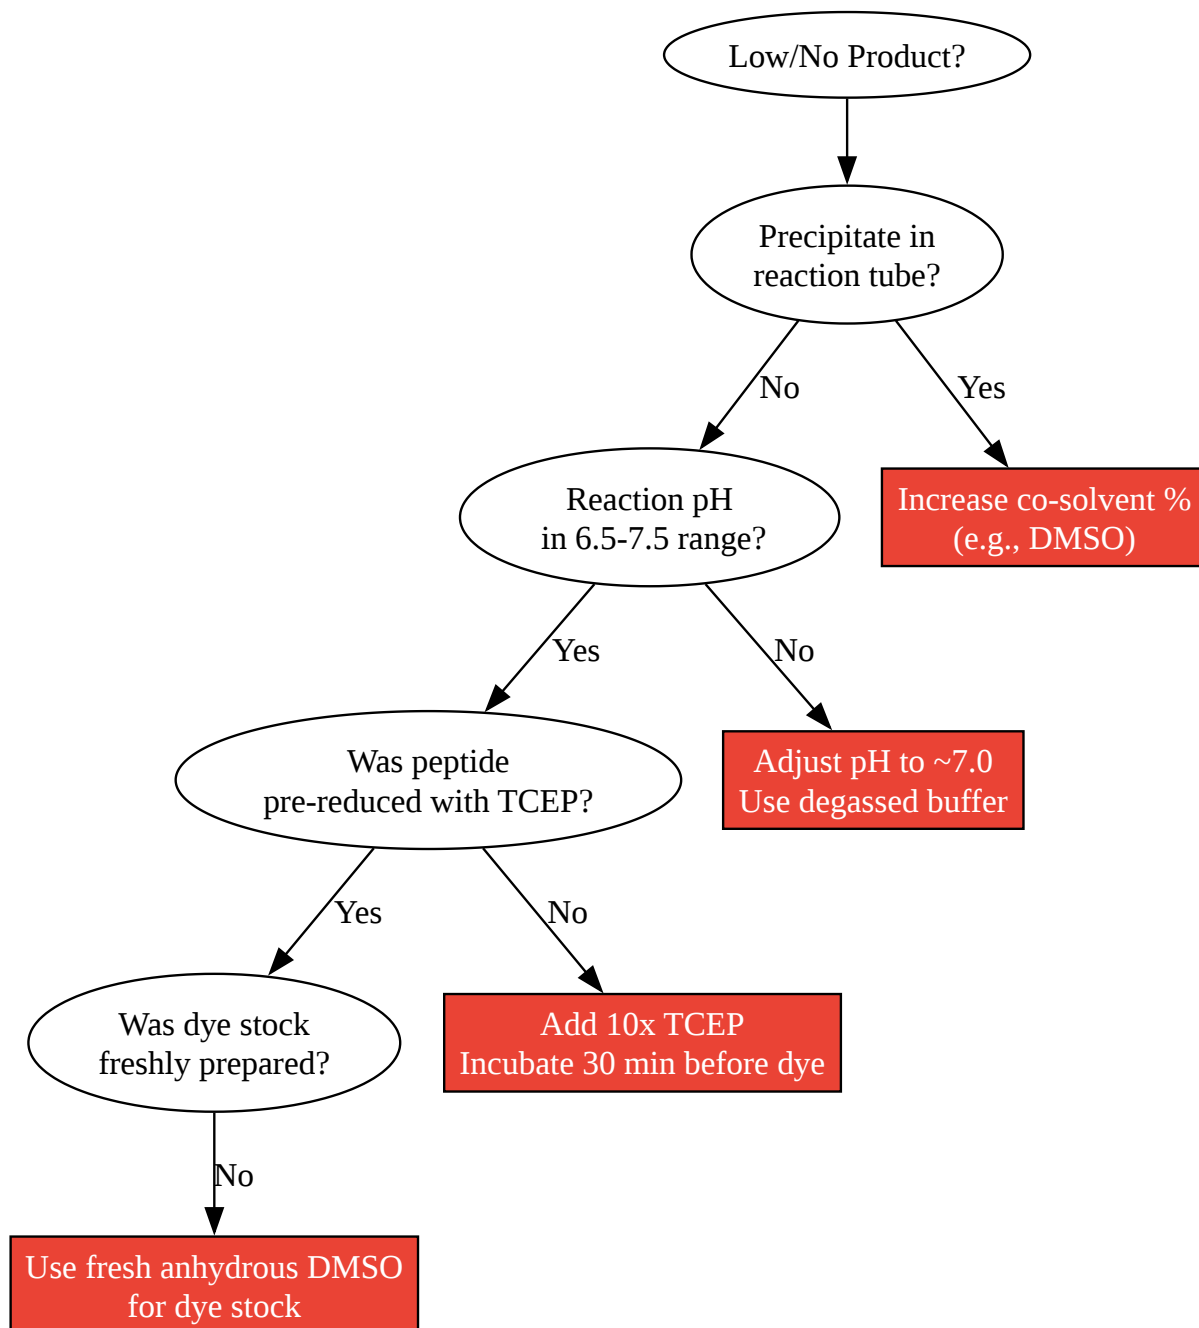 Low/No Product?
Precipitate in
reaction tube?
No
Yes
Reaction pH
in 6.5-7.5 range?
Increase co-solvent %
(e.g., DMSO)
Yes
No
Was peptide
pre-reduced with TCEP?
Adjust pH to ~7.0
Use degassed buffer
Yes
No
Was dye stock
freshly prepared?
Add 10x TCEP
Incubate 30 min before dye
No
Use fresh anhydrous DMSO
for dye stock